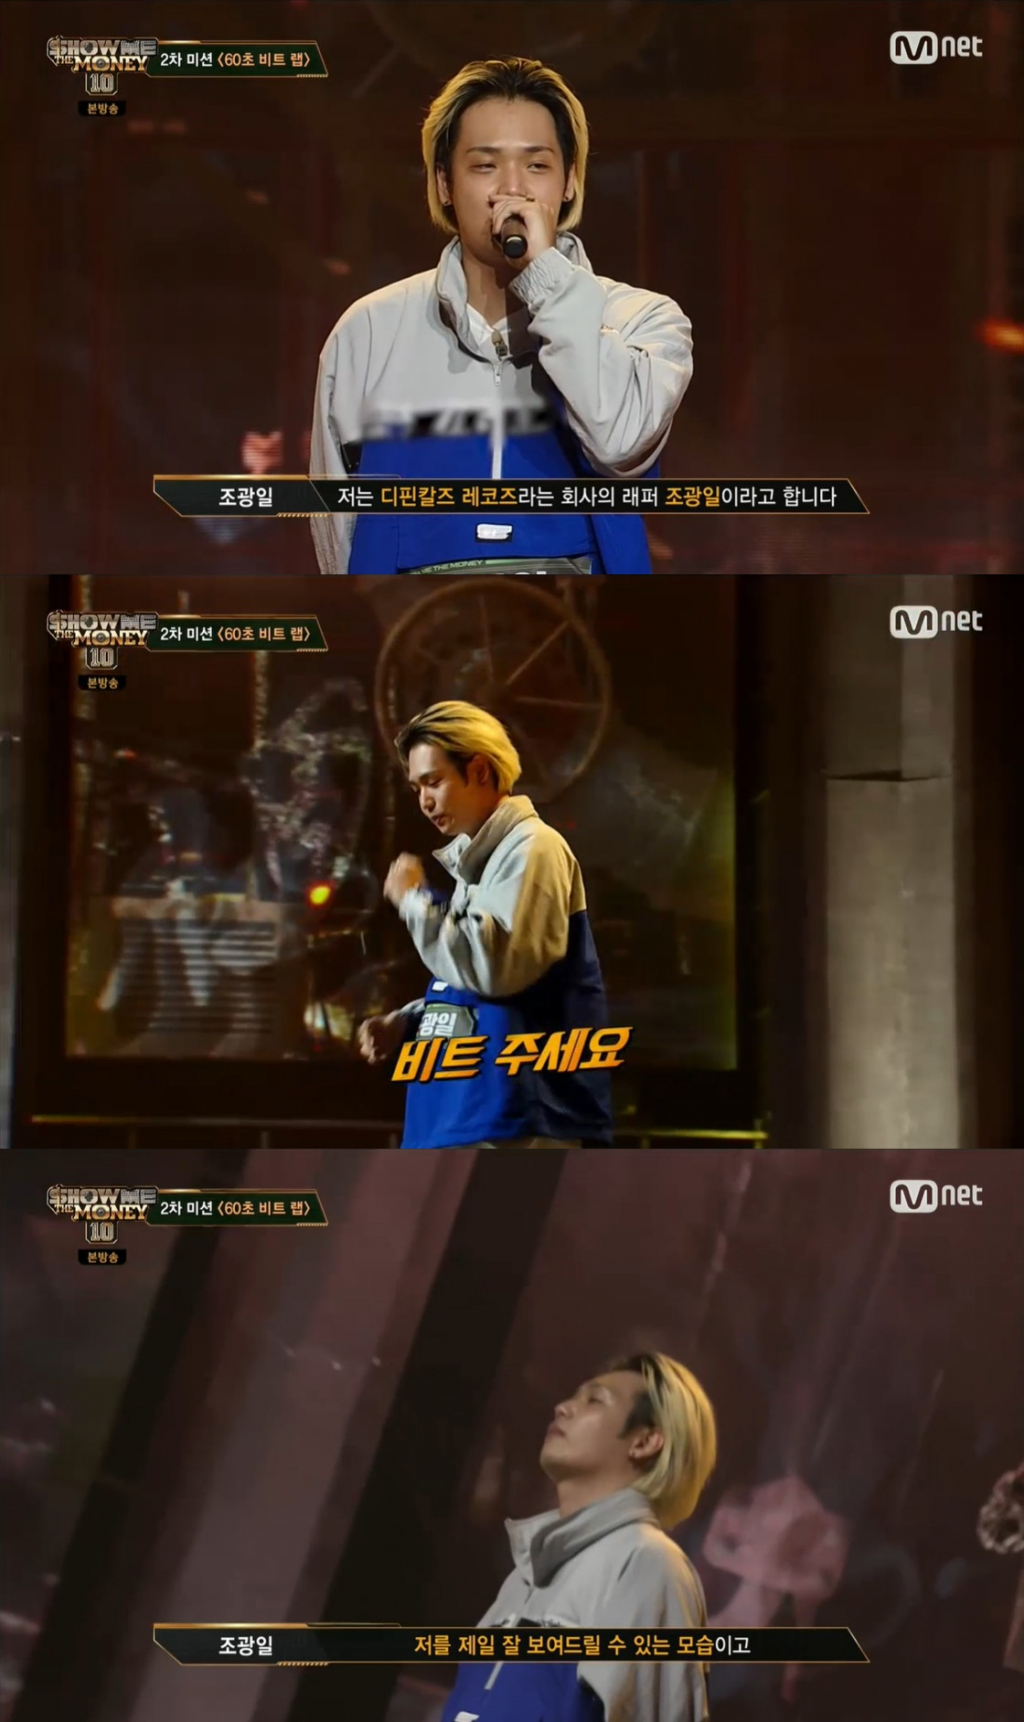 SHOW ME
THE MONEY
10
본방송
2차 미션 〈60초 비트 랩〉
Mnet
조광일
저는 디핀칼즈 레코즈라는 회사의 래퍼 조광일이라고 합니다
SHOW ME
THE MONEY
10
본방송
2차 미션 〈60초 비트 랩〉
Mnet
광일
비트 주세요
SHOW ME
THE MONEY
10
본방송
2차 미션 〈60초 비트 랩〉
Mnet
조광일
저를 제일 잘 보여드릴 수 있는 모습이고